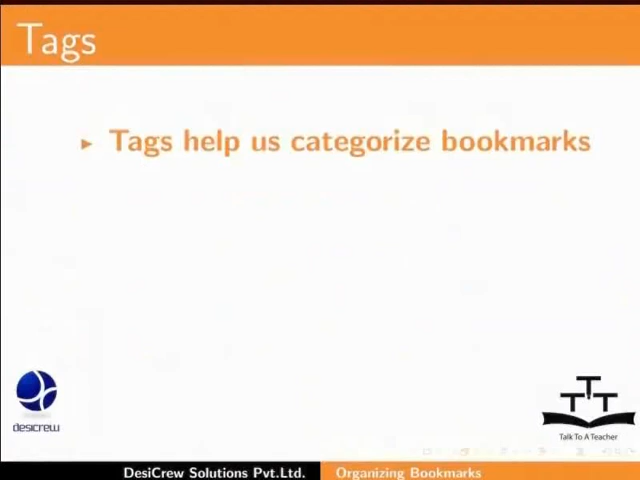 Tags
Tags help us categorize bookmarks
desicrew
T T T
Talk To A Teacher
DesiCrew Solutions Pvt.Ltd. Organizing Bookmarks